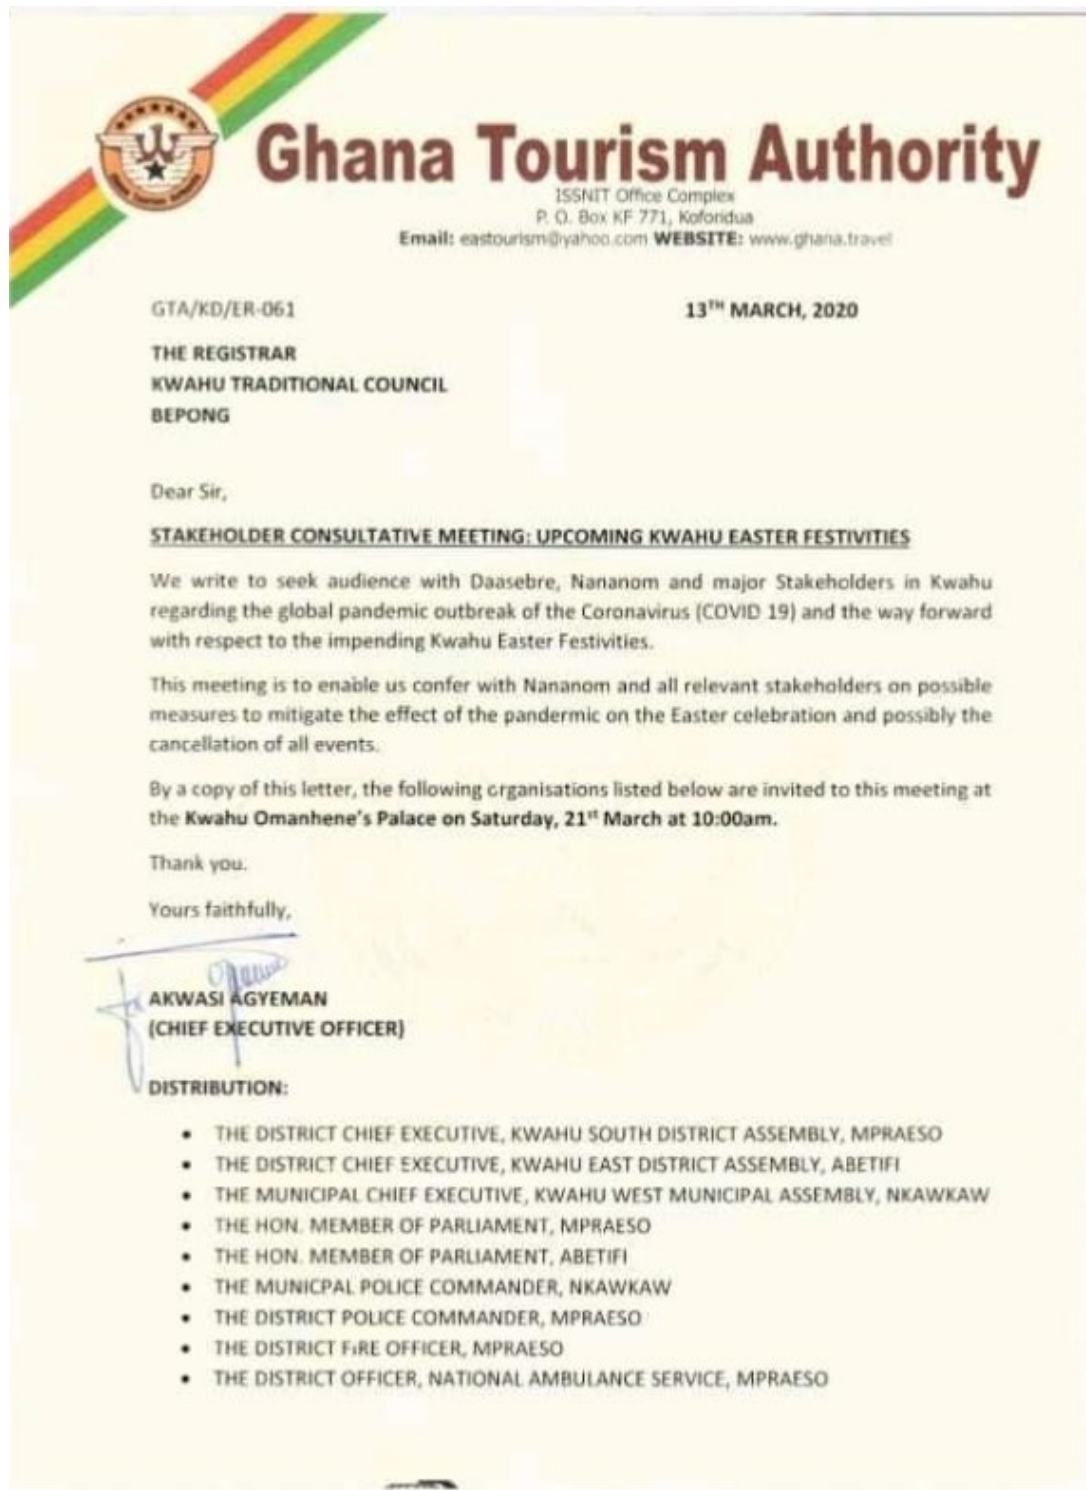 Ghana Tourism Authority
ISSNIT Office Complex
P. O. Box KF 771, Koforidua
Email: eastourism@yahoo.com WEBSITE: www.ghana.travel
GTA/KD/ER-061
13TH MARCH, 2020
THE REGISTRAR
KWAHU TRADITIONAL COUNCIL
BEPONG
Dear Sir,
STAKEHOLDER CONSULTATIVE MEETING: UPCOMING KWAHU EASTER FESTIVITIES
We write to seek audience with Daasebre, Nananom and major Stakeholders in Kwahu
regarding the global pandemic outbreak of the Coronavirus (COVID 19) and the way forward
with respect to the impending Kwahu Easter Festivities.
This meeting is to enable us confer with Nananom and all relevant stakeholders on possible
measures to mitigate the effect of the pandermic on the Easter celebration and possibly the
cancellation of all events.
By a copy of this letter, the following organisations listed below are invited to this meeting at
the Kwahu Omanhene's Palace on Saturday, 21st March at 10:00am.
Thank you.
Yours faithfully,
for
AKWASI AGYEMAN
(CHIEF EXECUTIVE OFFICER)
DISTRIBUTION:
• THE DISTRICT CHIEF EXECUTIVE, KWAHU SOUTH DISTRICT ASSEMBLY, MPRAESO
• THE DISTRICT CHIEF EXECUTIVE, KWAHU EAST DISTRICT ASSEMBLY, ABETIFI
• THE MUNICIPAL CHIEF EXECUTIVE, KWAHU WEST MUNICIPAL ASSEMBLY, NKAWKAW
• THE HON. MEMBER OF PARLIAMENT, MPRAESO
• THE HON. MEMBER OF PARLIAMENT, ABETIFI
• THE MUNICPAL POLICE COMMANDER, NKAWKAW
• THE DISTRICT POLICE COMMANDER, MPRAESO
• THE DISTRICT FIRE OFFICER, MPRAESO
• THE DISTRICT OFFICER, NATIONAL AMBULANCE SERVICE, MPRAESO